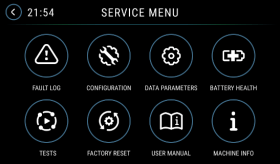 21:54 SERVICE MENU
FAULT LOG CONFIGURATION DATA PARAMETERS BATTERY HEALTH
TESTS FACTORY RESET USER MANUAL MACHINE INFO